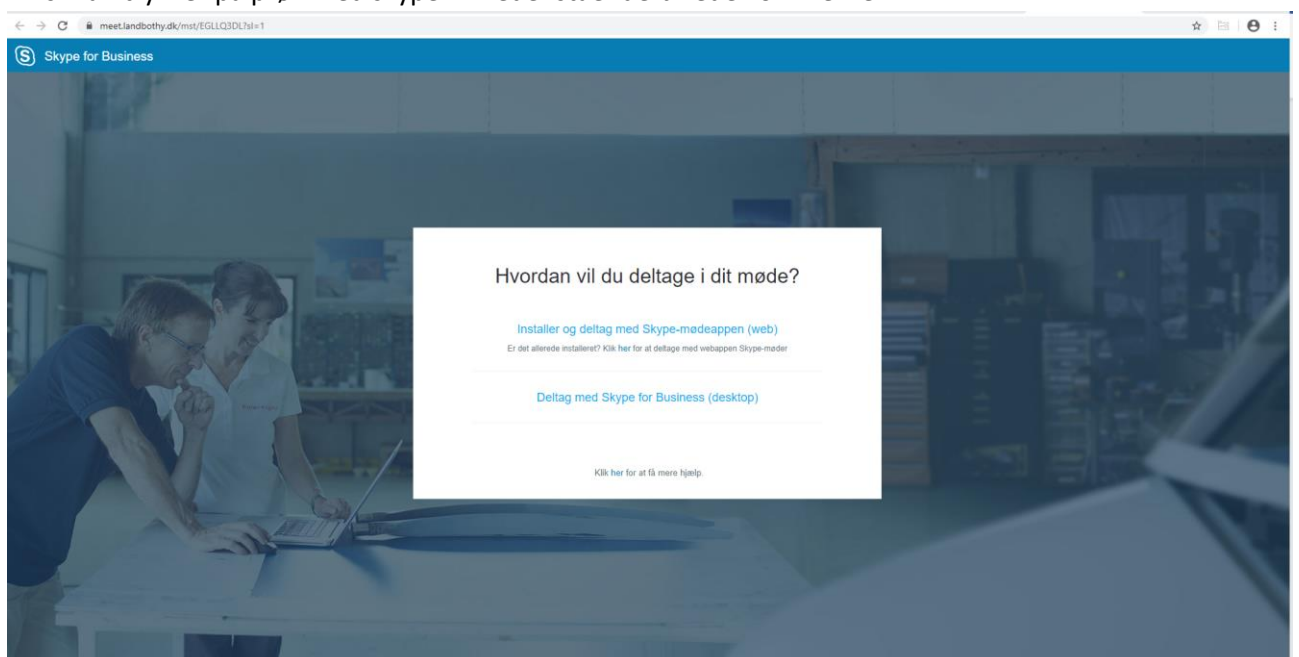 meet.landbothy.dk/mst/EGLLQ3DL?sl=1
Skype for Business
Hvordan vil du deltage i dit møde?
Installer og deltag med Skype-mødeappen (web)
Er det allerede installeret? Klik her for at deltage med webappen Skype-møder
Deltag med Skype for Business (desktop)
Klik her for at få mere hjælp.